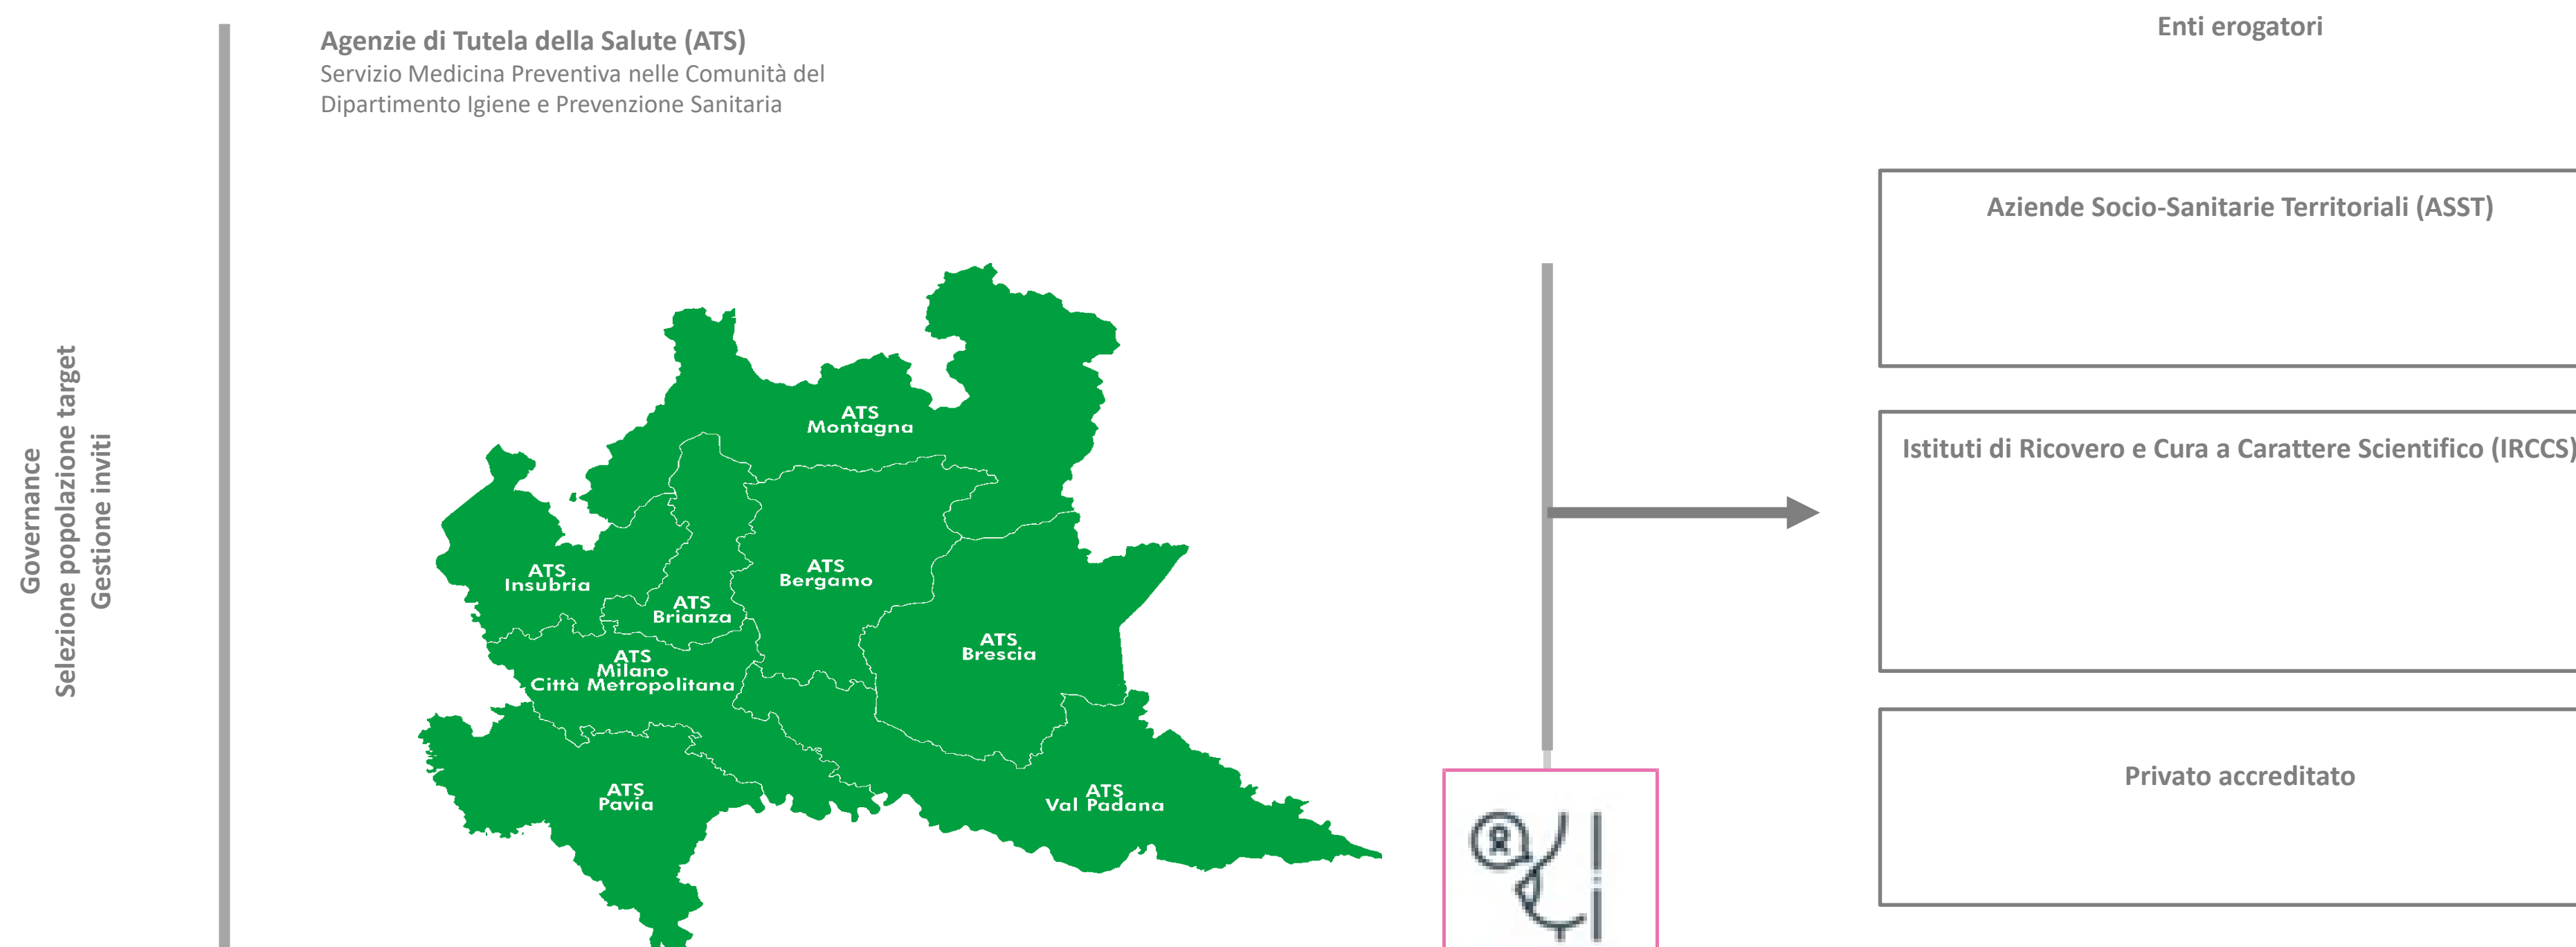 Governance
Selezione popolazione target
Gestione inviti
Agenzie di Tutela della Salute (ATS)
Servizio Medicina Preventiva nelle Comunità del
Dipartimento Igiene e Prevenzione Sanitaria
ATS
Montagna
ATS
Insubria
ATS
Brianza
ATS
Bergamo
ATS
Brescia
ATS
Milano
Città Metropolitana
ATS
Pavia
ATS
Val Padana
Enti erogatori
Aziende Socio-Sanitarie Territoriali (ASST)
Istituti di Ricovero e Cura a Carattere Scientifico (IRCCS)
Privato accreditato